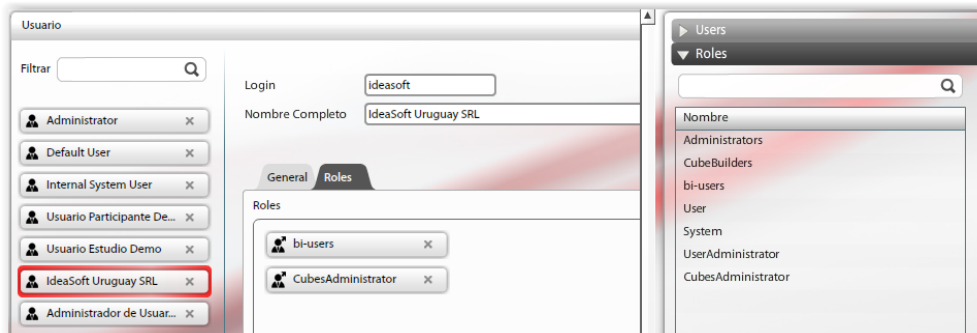 Usuario
Filtrar
Administrator
Default User
Internal System User
Usuario Participante De...
Usuario Estudio Demo
IdeaSoft Uruguay SRL
Administrador de Usuar...
Login ideasoft
Nombre Completo IdeaSoft Uruguay SRL
General Roles
Roles
bi-users
CubesAdministrator
Users
Roles
Nombre
Administrators
CubeBuilders
bi-users
User
System
UserAdministrator
CubesAdministrator